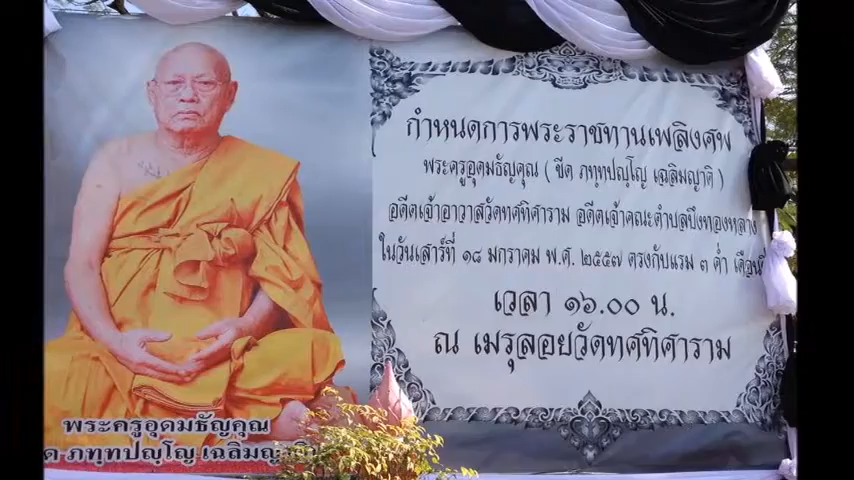 กำหนดการพระราชทานเพลิงศพ
พระครูอุดมธัญคุณ ( ขีด ภทฺทปญฺโญ เฉลิมญาติ )
อดีตเจ้าอาวาสวัดทศทิศาราม อดีตเจ้าคณะตำบลบึงทองหลาง
ในวันเสาร์ที่ ๑๘ มกราคม พ.ศ. ๒๕๕๗ ตรงกับแรม ๓ ค่ำ
เวลา ๑๖.๐๐ น.
ณ เมรุลอยวัดทศทิศาราม
พระครูอุดมธัญคุณ
ด ภทฺทปญฺโญ เฉลิมญา